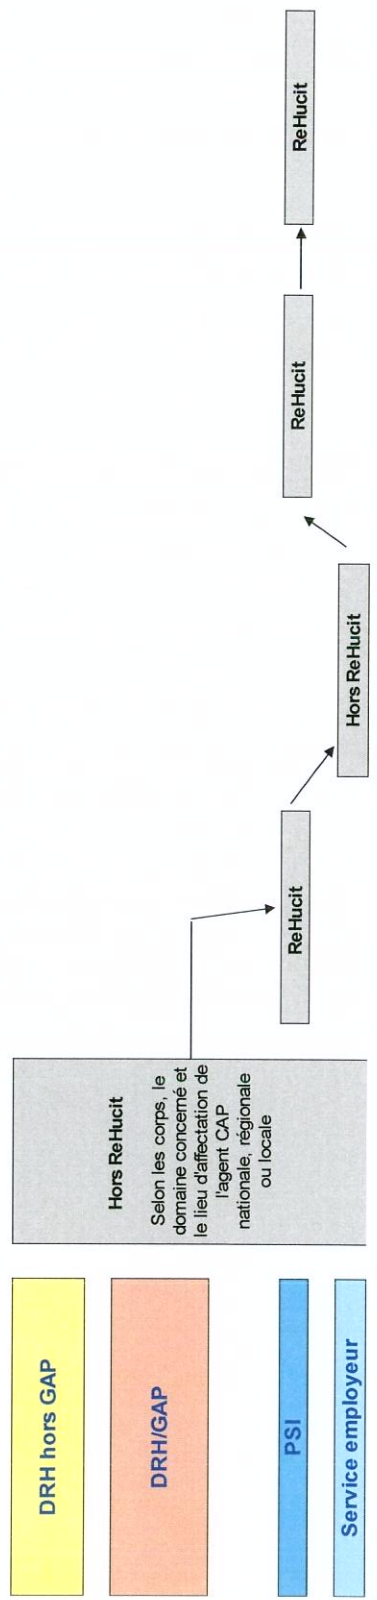 DRH hors GAP
DRH/GAP
PSI
Service employeur
Hors ReHucit
Selon les corps, le
domaine concerné et
le lieu d'affectation de
l'agent CAP
nationale, régionale
ou locale
ReHucit
Hors ReHucit
ReHucit
ReHucit